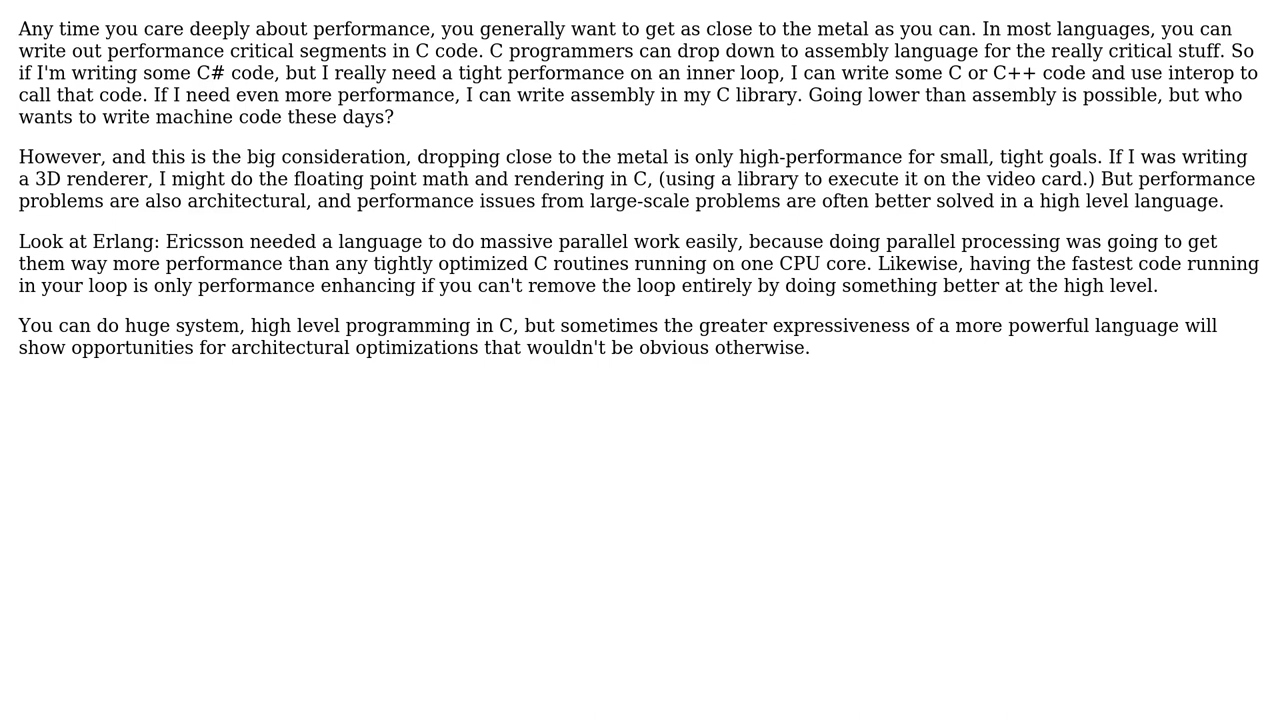 Any time you care deeply about performance, you generally want to get as close to the metal as you can. In most languages, you can
write out performance critical segments in C code. C programmers can drop down to assembly language for the really critical stuff. So
if I'm writing some C# code, but I really need a tight performance on an inner loop, I can write some C or C++ code and use interop to
call that code. If I need even more performance, I can write assembly in my C library. Going lower than assembly is possible, but who
wants to write machine code these days?
However, and this is the big consideration, dropping close to the metal is only high-performance for small, tight goals. If I was writing
a 3D renderer, I might do the floating point math and rendering in C, (using a library to execute it on the video card.) But performance
problems are also architectural, and performance issues from large-scale problems are often better solved in a high level language.
Look at Erlang: Ericsson needed a language to do massive parallel work easily, because doing parallel processing was going to get
them way more performance than any tightly optimized C routines running on one CPU core. Likewise, having the fastest code running
in your loop is only performance enhancing if you can't remove the loop entirely by doing something better at the high level.
You can do huge system, high level programming in C, but sometimes the greater expressiveness of a more powerful language will
show opportunities for architectural optimizations that wouldn't be obvious otherwise.